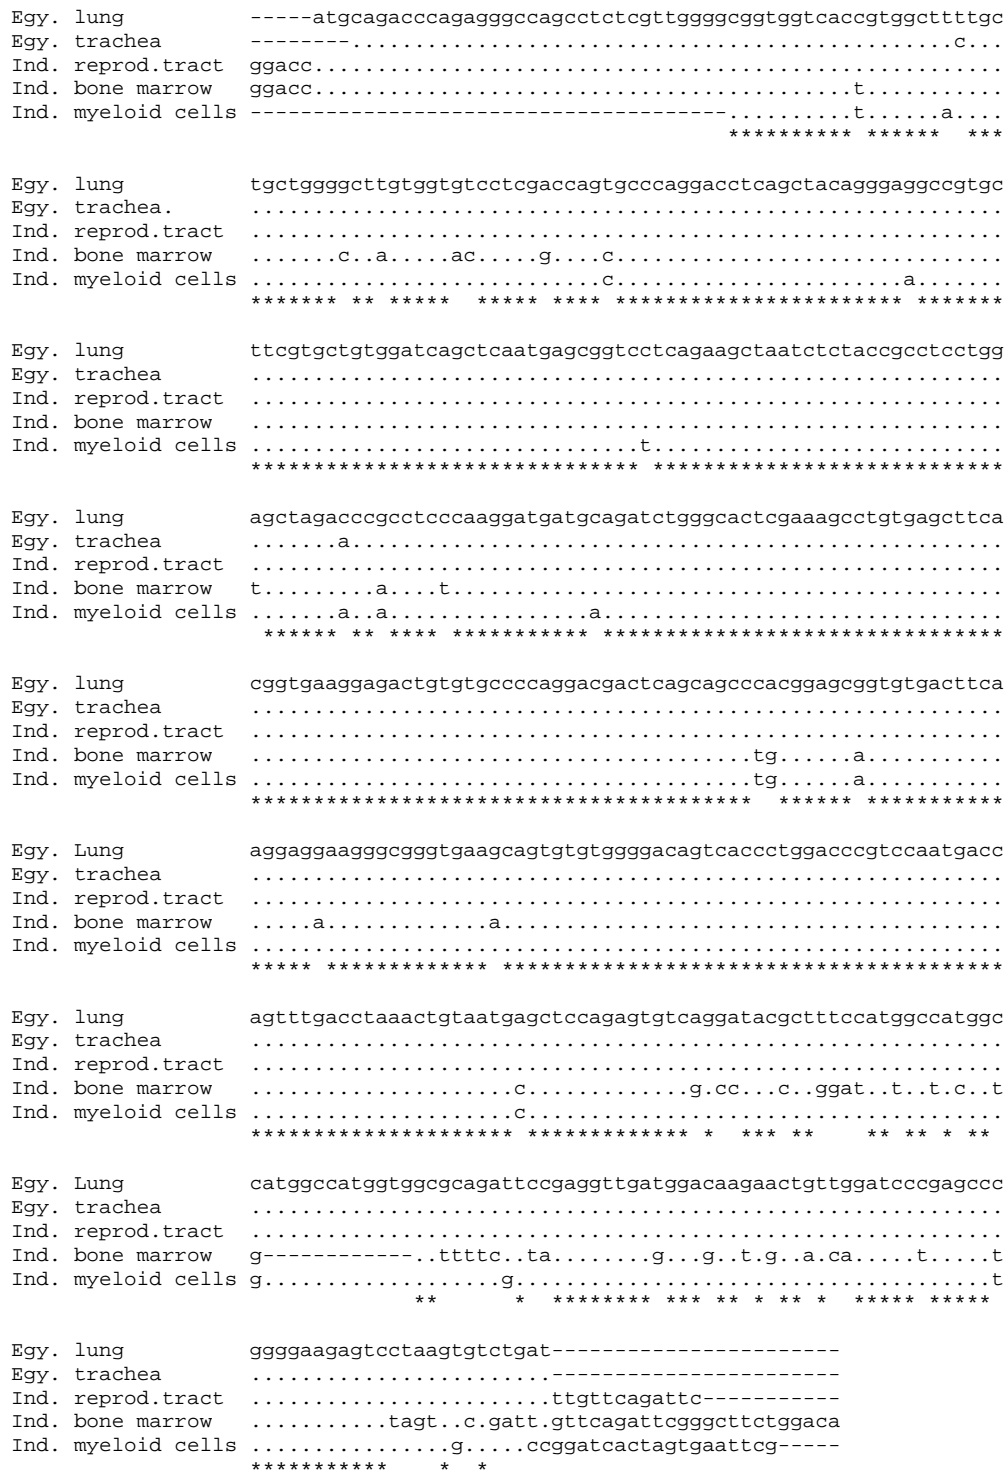 Egy. lung          -----atgcagacccagagggccagcctctcgttggggcggtggtcaccgtggcttttgc
Egy. trachea       --------................................................c...
Ind. reprod.tract  ggacc.......................................................
Ind. bone marrow   ggacc...........................................t...........
Ind. myeloid cells --------------------------------------..........t......a....
                                                         ********** ******  ***
Egy. lung          tgctggggcttgtggtgtcctcgaccagtgcccaggacctcagctacagggaggccgtgc
Egy. trachea.      ............................................................
Ind. reprod.tract  ............................................................
Ind. bone marrow   .......c..a.....ac.....g....c...............................
Ind. myeloid cells ............................c.......................a.......
                   ******* ** *****  ***** **** *********************** *******
Egy. lung          ttcgtgctgtggatcagctcaatgagcggtcctcagaagctaatctctaccgcctcctgg
Egy. trachea       ............................................................
Ind. reprod.tract  ............................................................
Ind. bone marrow   ............................................................
Ind. myeloid cells ...............................t............................
                   ******************************* ****************************
Egy. lung          agctagacccgcctcccaaggatgatgcagatctgggcactcgaaagcctgtgagcttca
Egy. trachea       .......a....................................................
Ind. reprod.tract  ............................................................
Ind. bone marrow   t.........a....t............................................
Ind. myeloid cells .......a..a................a................................
                    ****** ** **** *********** ********************************
Egy. lung          cggtgaaggagactgtgtgccccaggacgactcagcagcccacggagcggtgtgacttca
Egy. trachea       ............................................................
Ind. reprod.tract  ............................................................
Ind. bone marrow   ........................................tg......a...........
Ind. myeloid cells ........................................tg......a...........
                   ****************************************  ****** ***********
Egy. Lung          aggaggaagggcgggtgaagcagtgtgtggggacagtcaccctggacccgtccaatgacc
Egy. trachea       ............................................................
Ind. reprod.tract  ............................................................
Ind. bone marrow   .....a.............a........................................
Ind. myeloid cells ............................................................
                   ***** ************* ****************************************
Egy. lung          agtttgacctaaactgtaatgagctccagagtgtcaggatacgctttccatggccatggc
Egy. trachea       ............................................................
Ind. reprod.tract  ............................................................
Ind. bone marrow   .....................c.............g.cc...c..ggat..t..t.c..t
Ind. myeloid cells .....................c......................................
                   ********************* ************* *  *** **    ** ** * **
Egy. Lung          catggccatggtggcgcagattccgaggttgatggacaagaactgttggatcccgagccc
Egy. trachea       ............................................................
Ind. reprod.tract  ............................................................
Ind. bone marrow   g------------..ttttc..ta........g...g..t.g..a.ca.....t.....t
Ind. myeloid cells g...................g......................................t
                                **     *  ******** *** ** * ** *  ***** *****
Egy. lung          ggggaagagtcctaagtgtctgat-----------------------
Egy. trachea       ........................-----------------------
Ind. reprod.tract  ........................ttgttcagattc-----------
Ind. bone marrow   ...........tagt..c.gatt.gttcagattcgggcttctggaca
Ind. myeloid cells ................g.....ccggatcactagtgaattcg-----
                   ***********    *  *